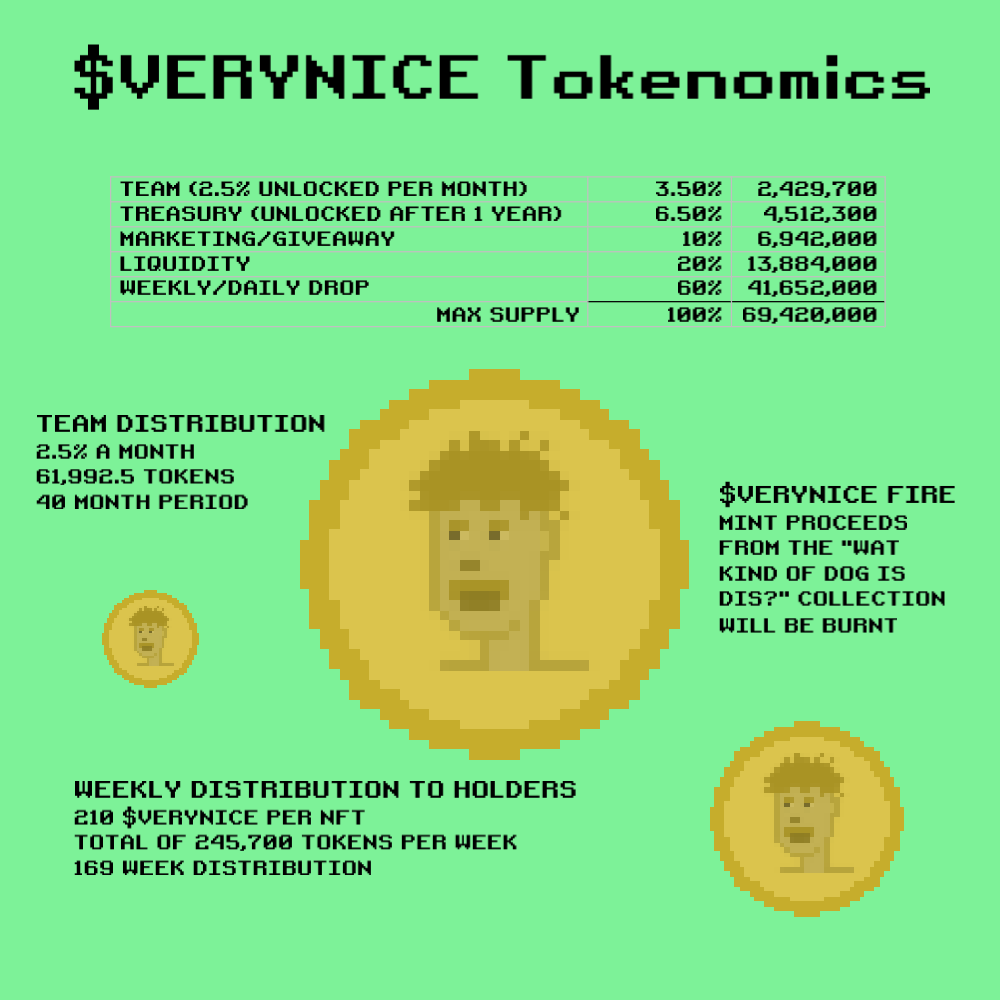 $VERYNICE Tokenomics
TEAM (2.5% UNLOCKED PER MONTH) 3.50% 2,429,700
TREASURY (UNLOCKED AFTER 1 YEAR) 6.50% 4,512,300
MARKETING/GIVEAWAY 10% 6,942,000
LIQUIDITY 20% 13,884,000
WEEKLY/DAILY DROP 60% 41,652,000
MAX SUPPLY 100% 69,420,000
TEAM DISTRIBUTION
2.5% A MONTH
61,992.5 TOKENS
40 MONTH PERIOD
$VERYNICE FIRE
MINT PROCEEDS
FROM THE "WAT
KIND OF DOG IS
DIS?" COLLECTION
WILL BE BURNT
WEEKLY DISTRIBUTION TO HOLDERS
210 $VERYNICE PER NFT
TOTAL OF 245,700 TOKENS PER WEEK
169 WEEK DISTRIBUTION